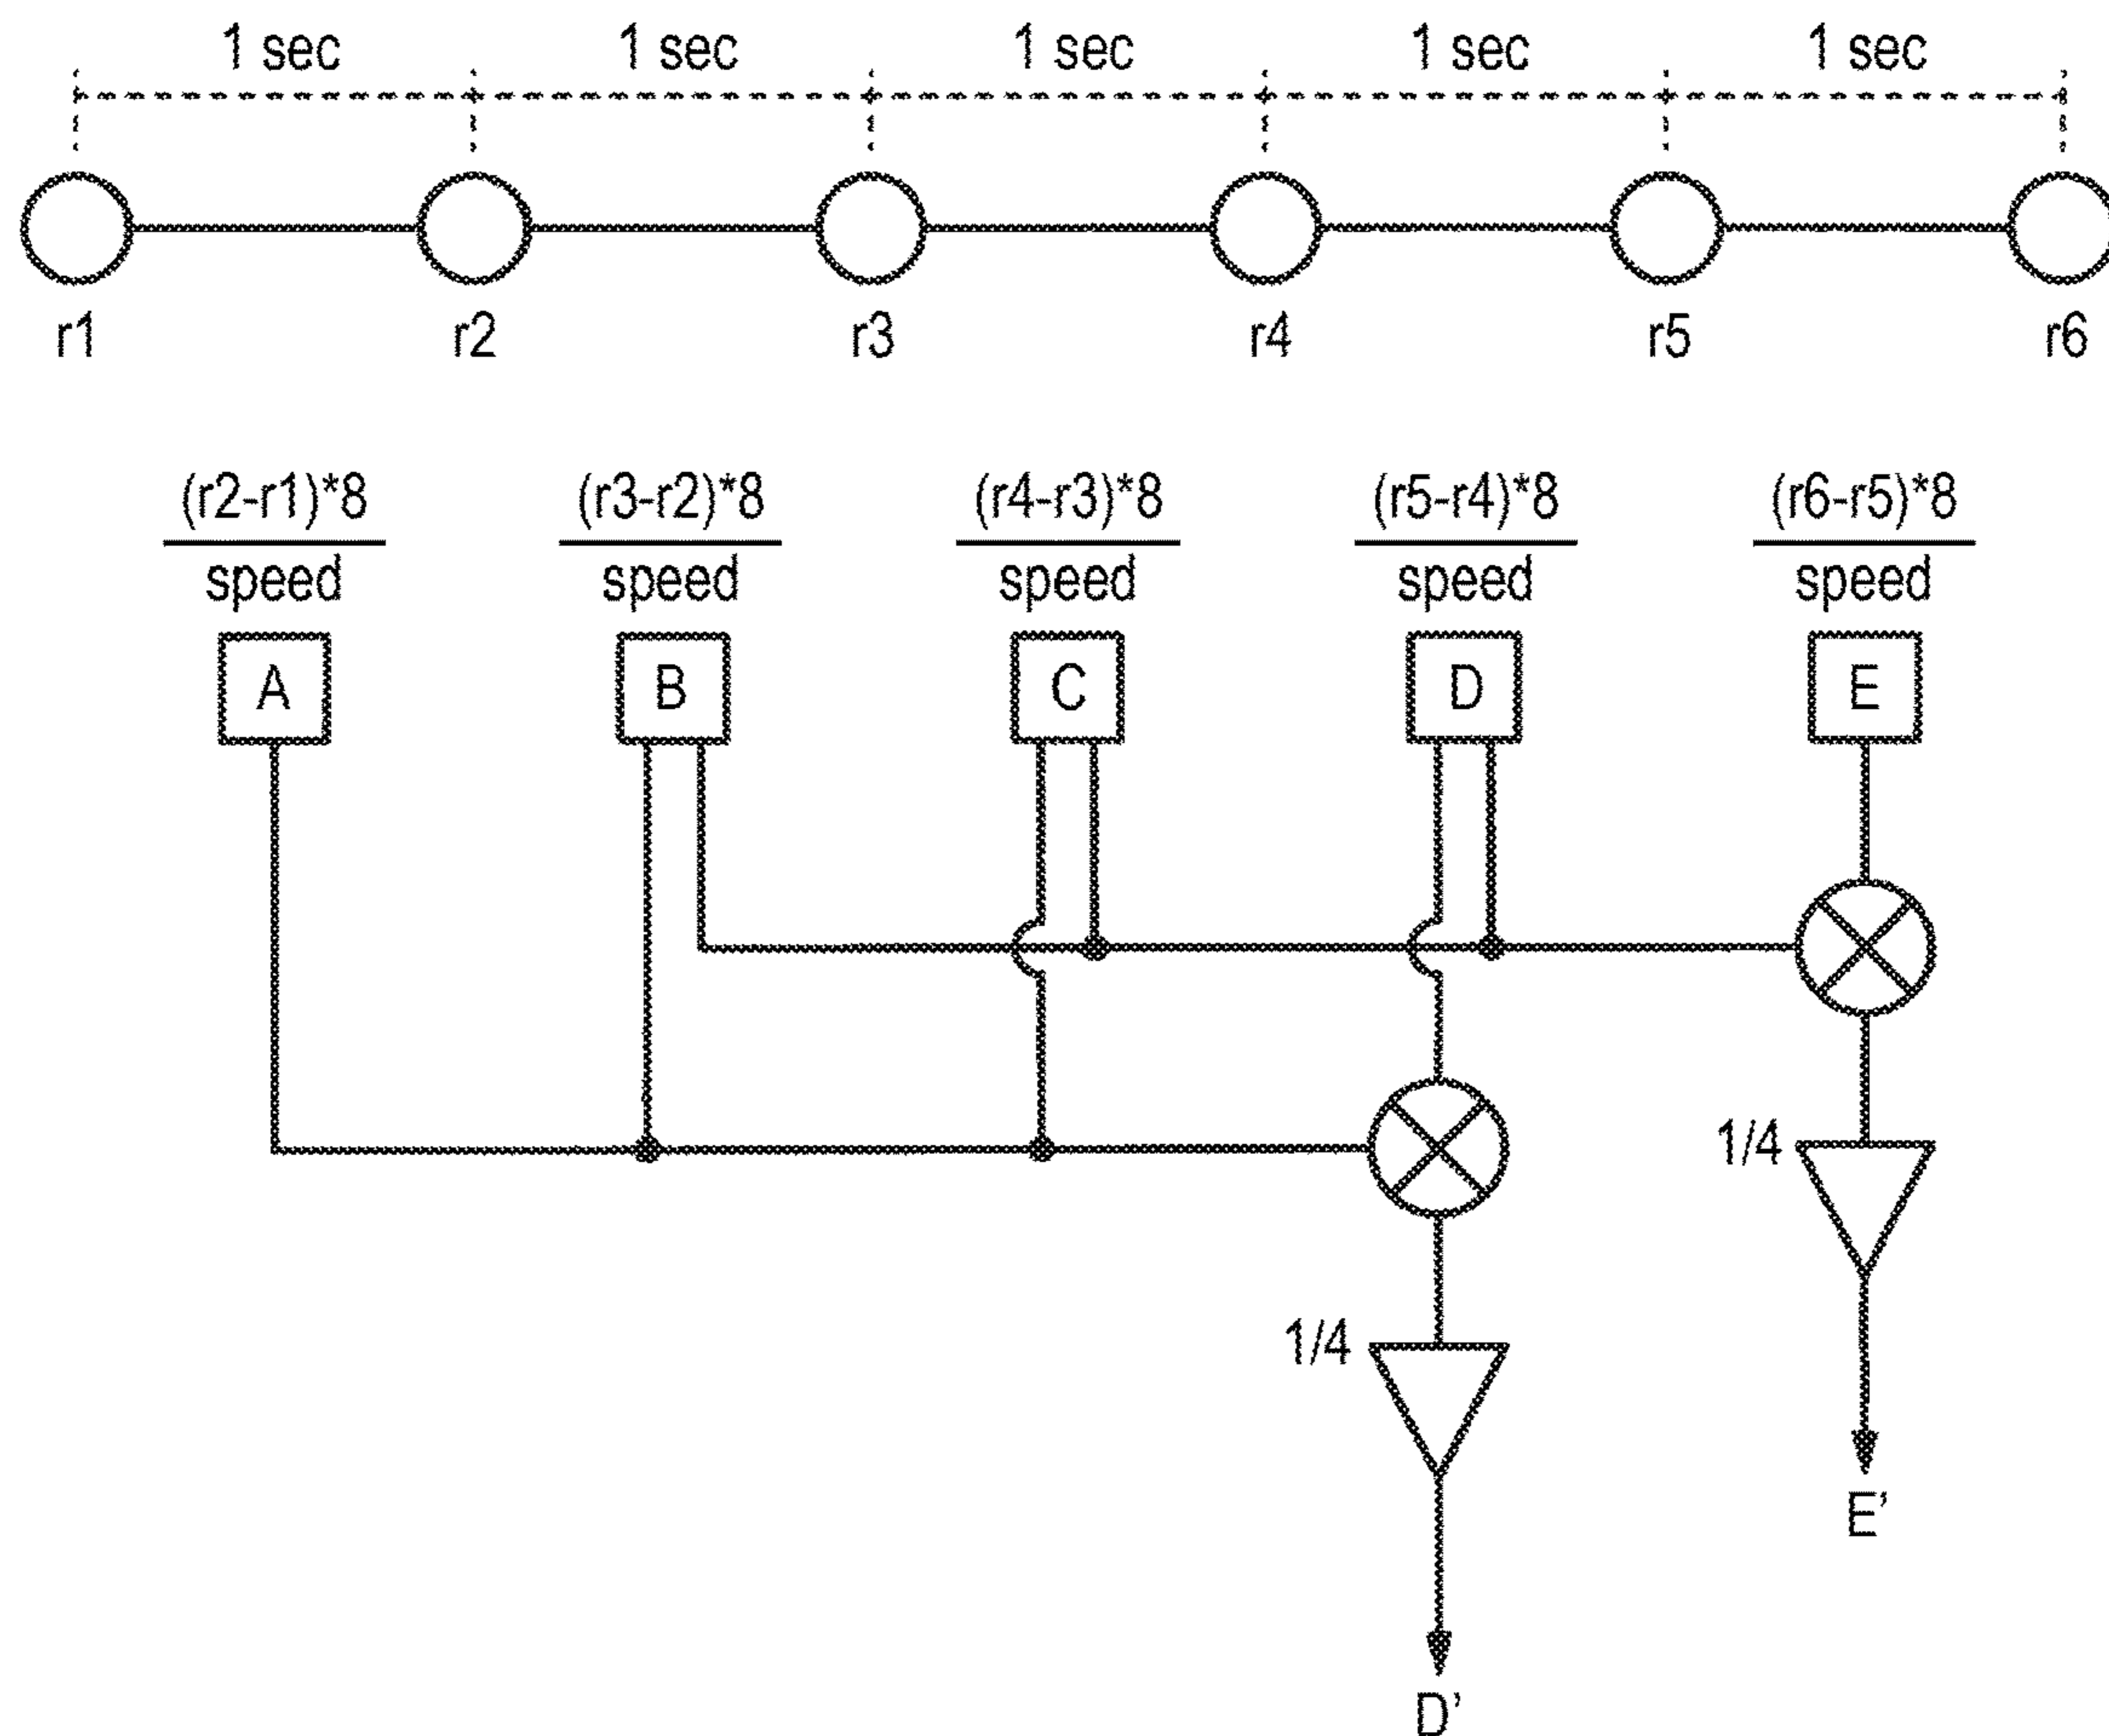 1 sec 1 sec 1 sec 1 sec 1 sec
r1 r2 r3 r4 r5 r6
(r2-r1)*8 (r3-r2)*8 (r4-r3)*8 (r5-r4)*8 (r6-r5)*8
speed speed speed speed speed
A B C D E
1/4
1/4
E'
D'